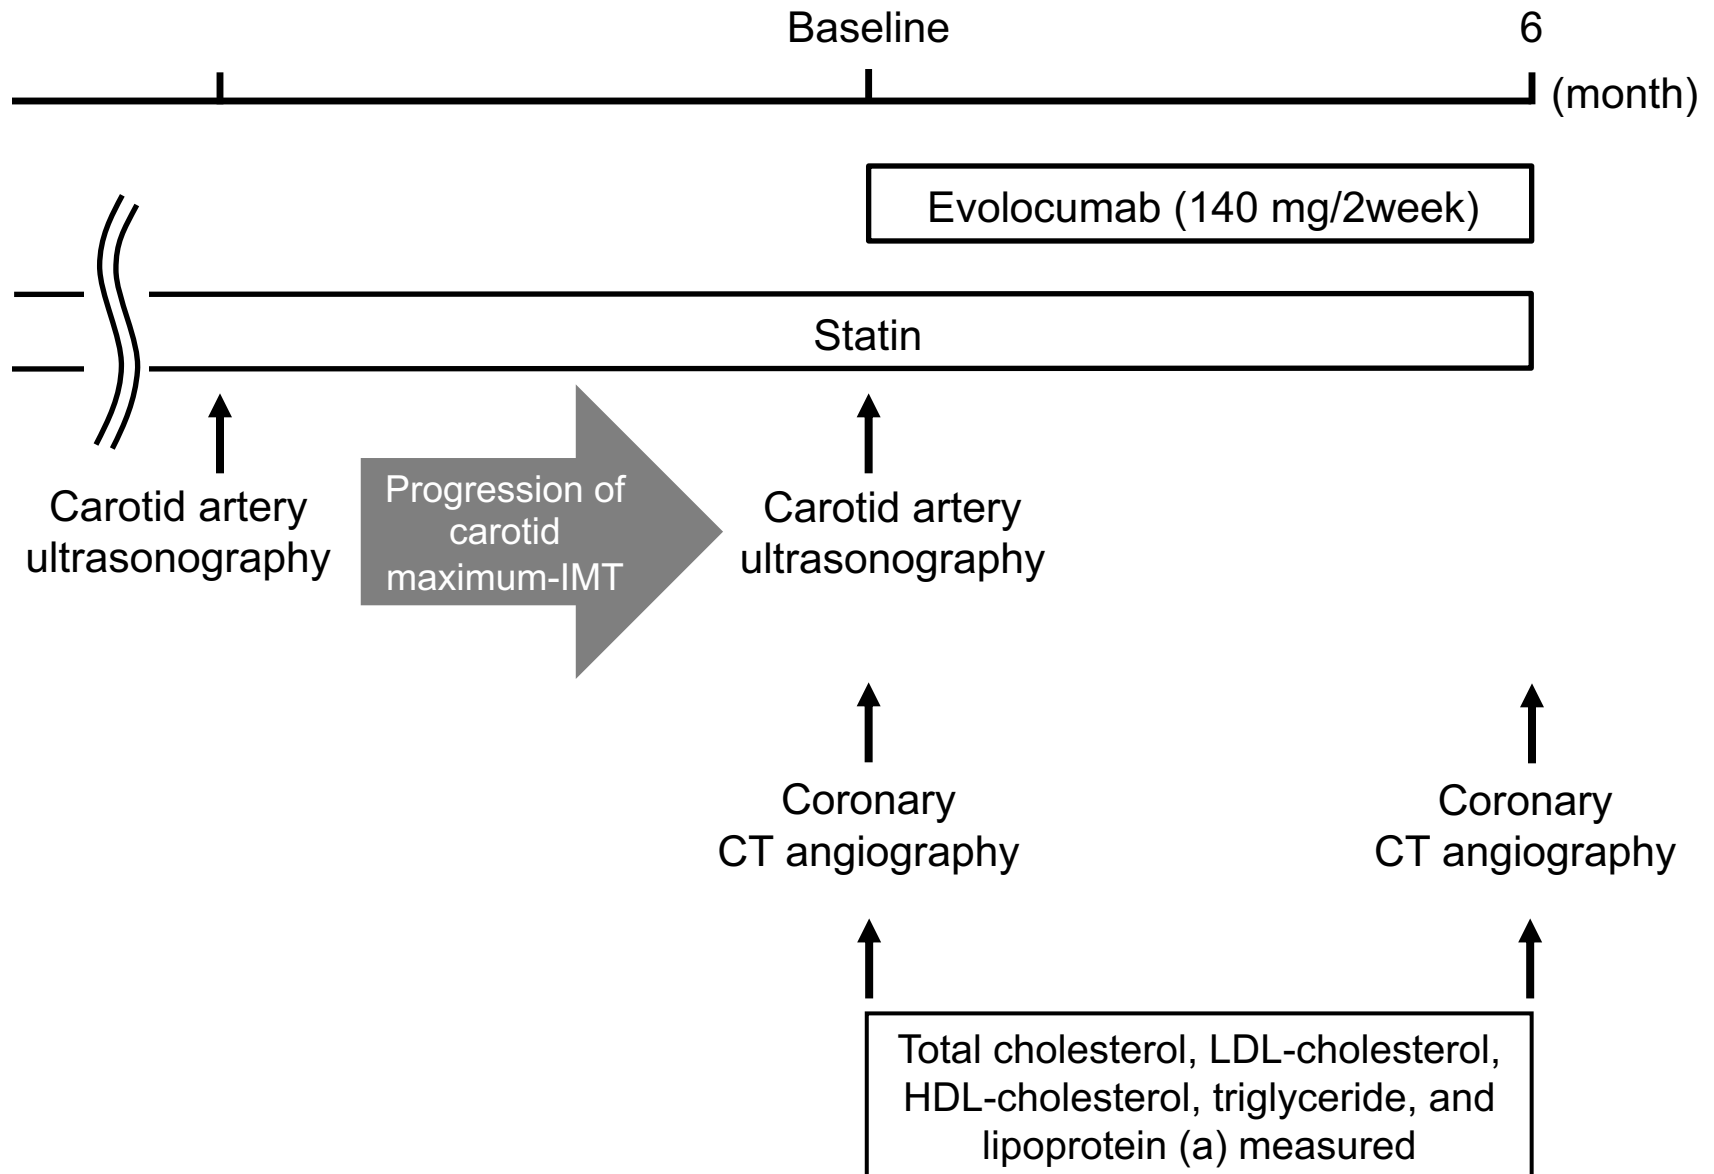 Baseline
6
(month)
Evolocumab (140 mg/2week)
Statin
Carotid artery
ultrasonography
Progression of
carotid
maximum-IMT
Carotid artery
ultrasonography
Coronary
CT angiography
Coronary
CT angiography
Total cholesterol, LDL-cholesterol,
HDL-cholesterol, triglyceride, and
lipoprotein (a) measured